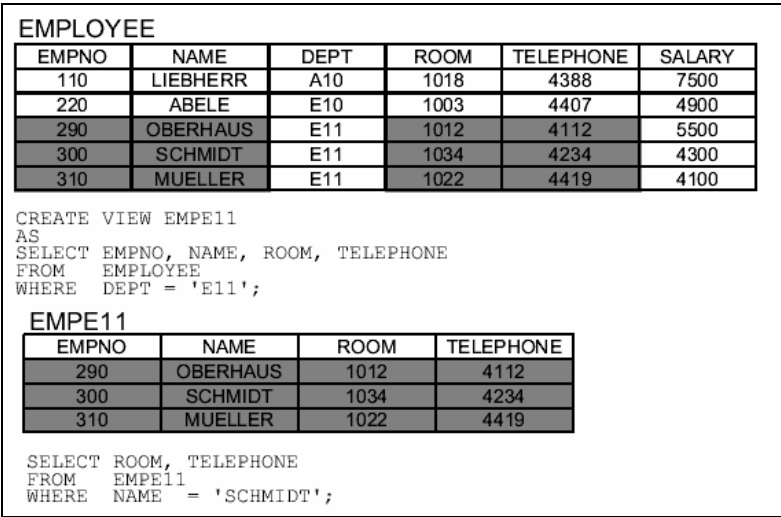 EMPLOYEE
EMPNO NAME DEPT ROOM TELEPHONE SALARY
110 LIEBHERR A10 1018 4388 7500
220 ABELE E10 1003 4407 4900
290 OBERHAUS E11 1012 4112 5500
300 SCHMIDT E11 1034 4234 4300
310 MUELLER E11 1022 4419 4100
CREATE VIEW EMPE11
AS
SELECT EMPNO, NAME, ROOM, TELEPHONE
FROM EMPLOYEE
WHERE DEPT = 'E11';
EMPE11
EMPNO NAME ROOM TELEPHONE
290 OBERHAUS 1012 4112
300 SCHMIDT 1034 4234
310 MUELLER 1022 4419
SELECT ROOM, TELEPHONE
FROM EMPE11
WHERE NAME = 'SCHMIDT';